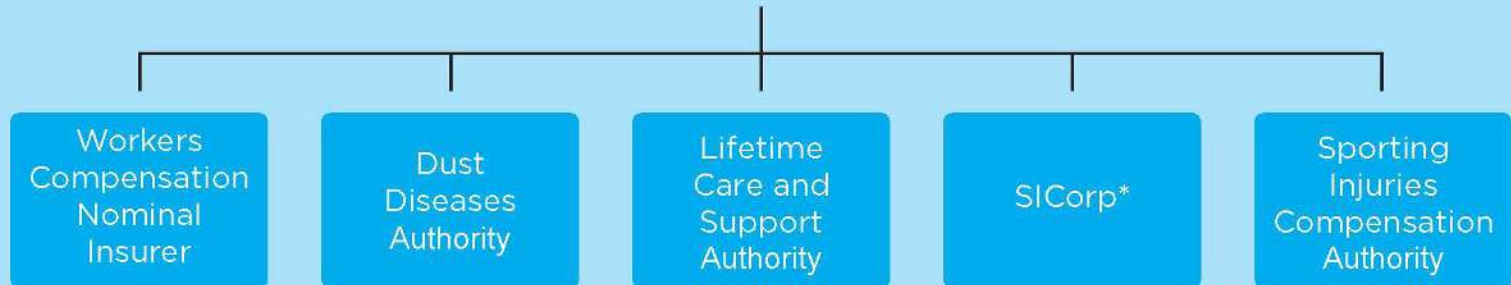 Workers
Compensation
Nominal
Insurer
Dust
Diseases
Authority
Lifetime
Care and
Support
Authority
SICorp*
Sporting
Injuries
Compensation
Authority